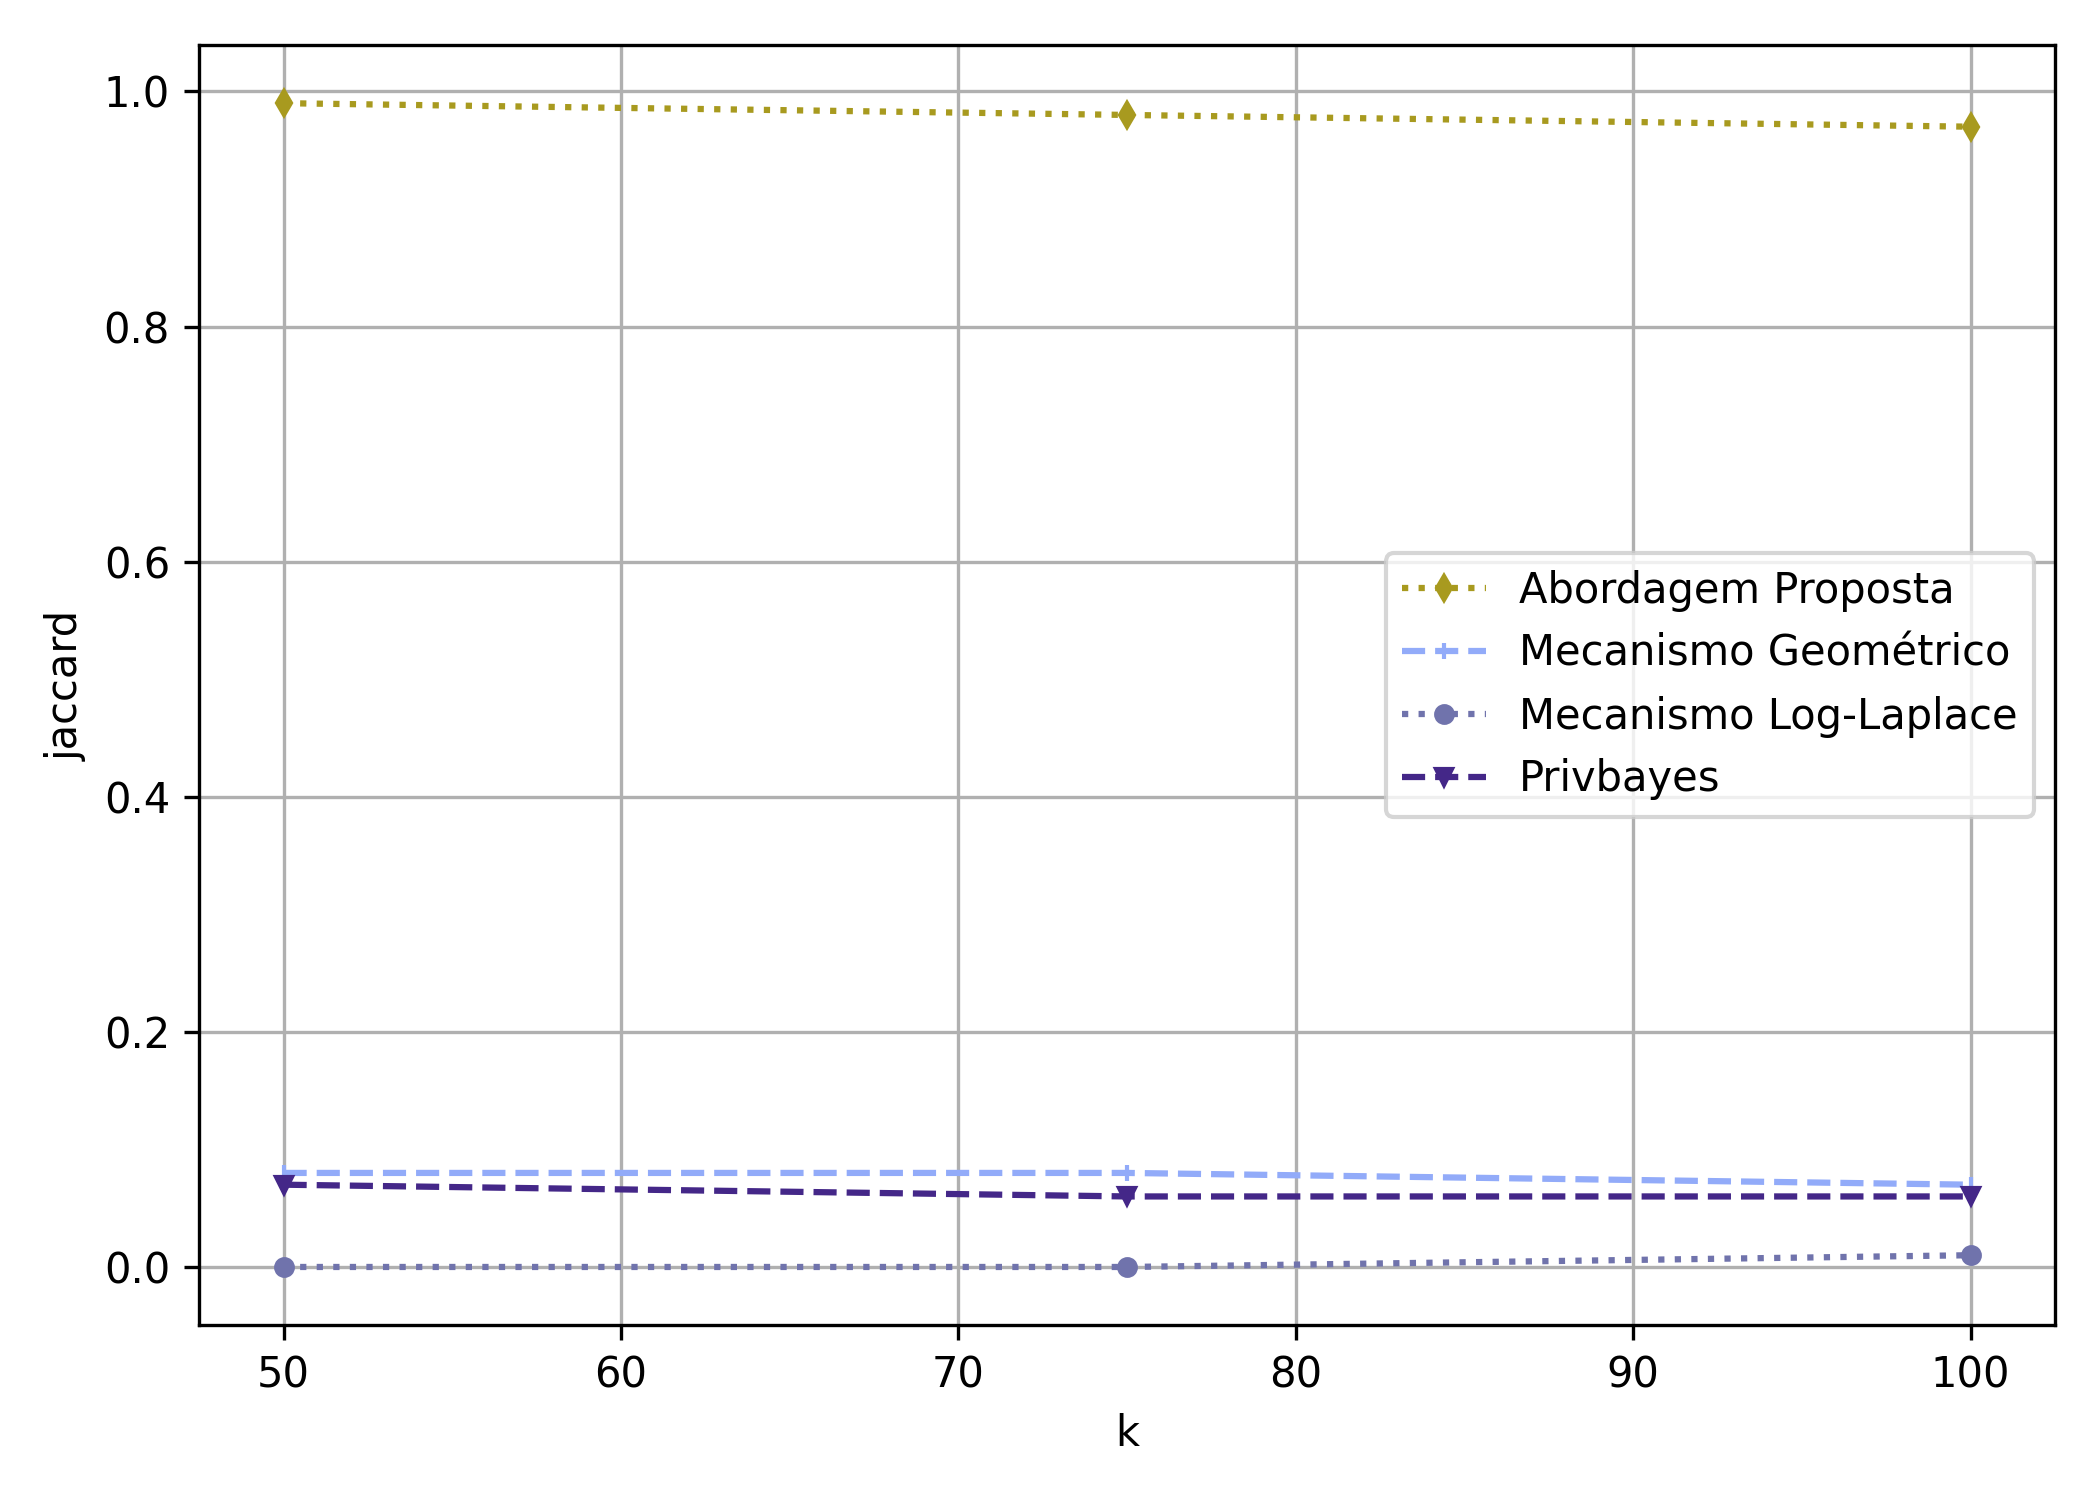 1.0
0.8
0.6
0.4
0.2
0.0
jaccard
Abordagem Proposta
Mecanismo Geométrico
Mecanismo Log-Laplace
Privbayes
50 60 70 80 90 100
k